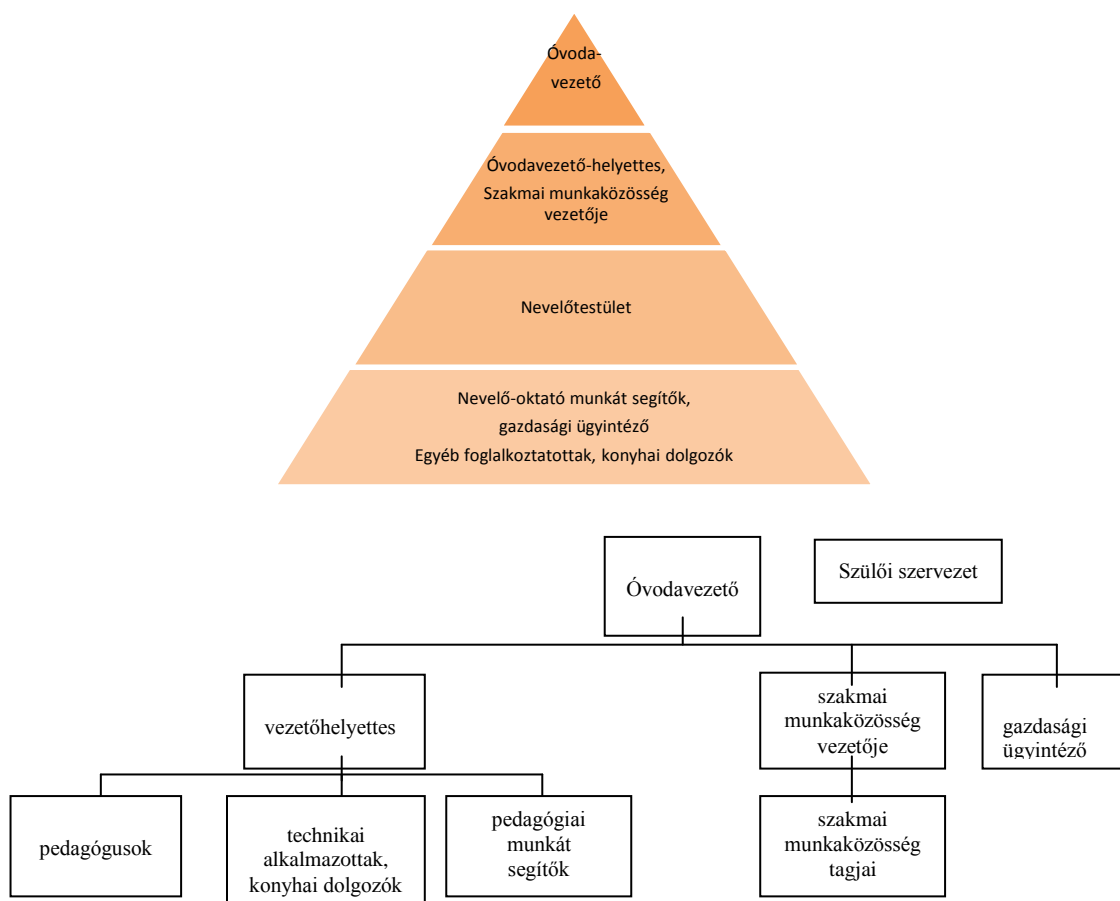 Óvoda-
vezető
Óvodavezető-helyettes,
Szakmai munkaközösség
vezetője
Nevelőtestület
Nevelő-oktató munkát segítők,
gazdasági ügyintéző
Egyéb foglalkoztatottak, konyhai dolgozók
Óvodavezető
Szülői szervezet
vezetőhelyettes
szakmai
munkaközösség
vezetője
gazdasági
ügyintéző
pedagógusok
technikai
alkalmazottak,
konyhai dolgozók
pedagógiai
munkát
segítők
szakmai
munkaközösség
tagjai